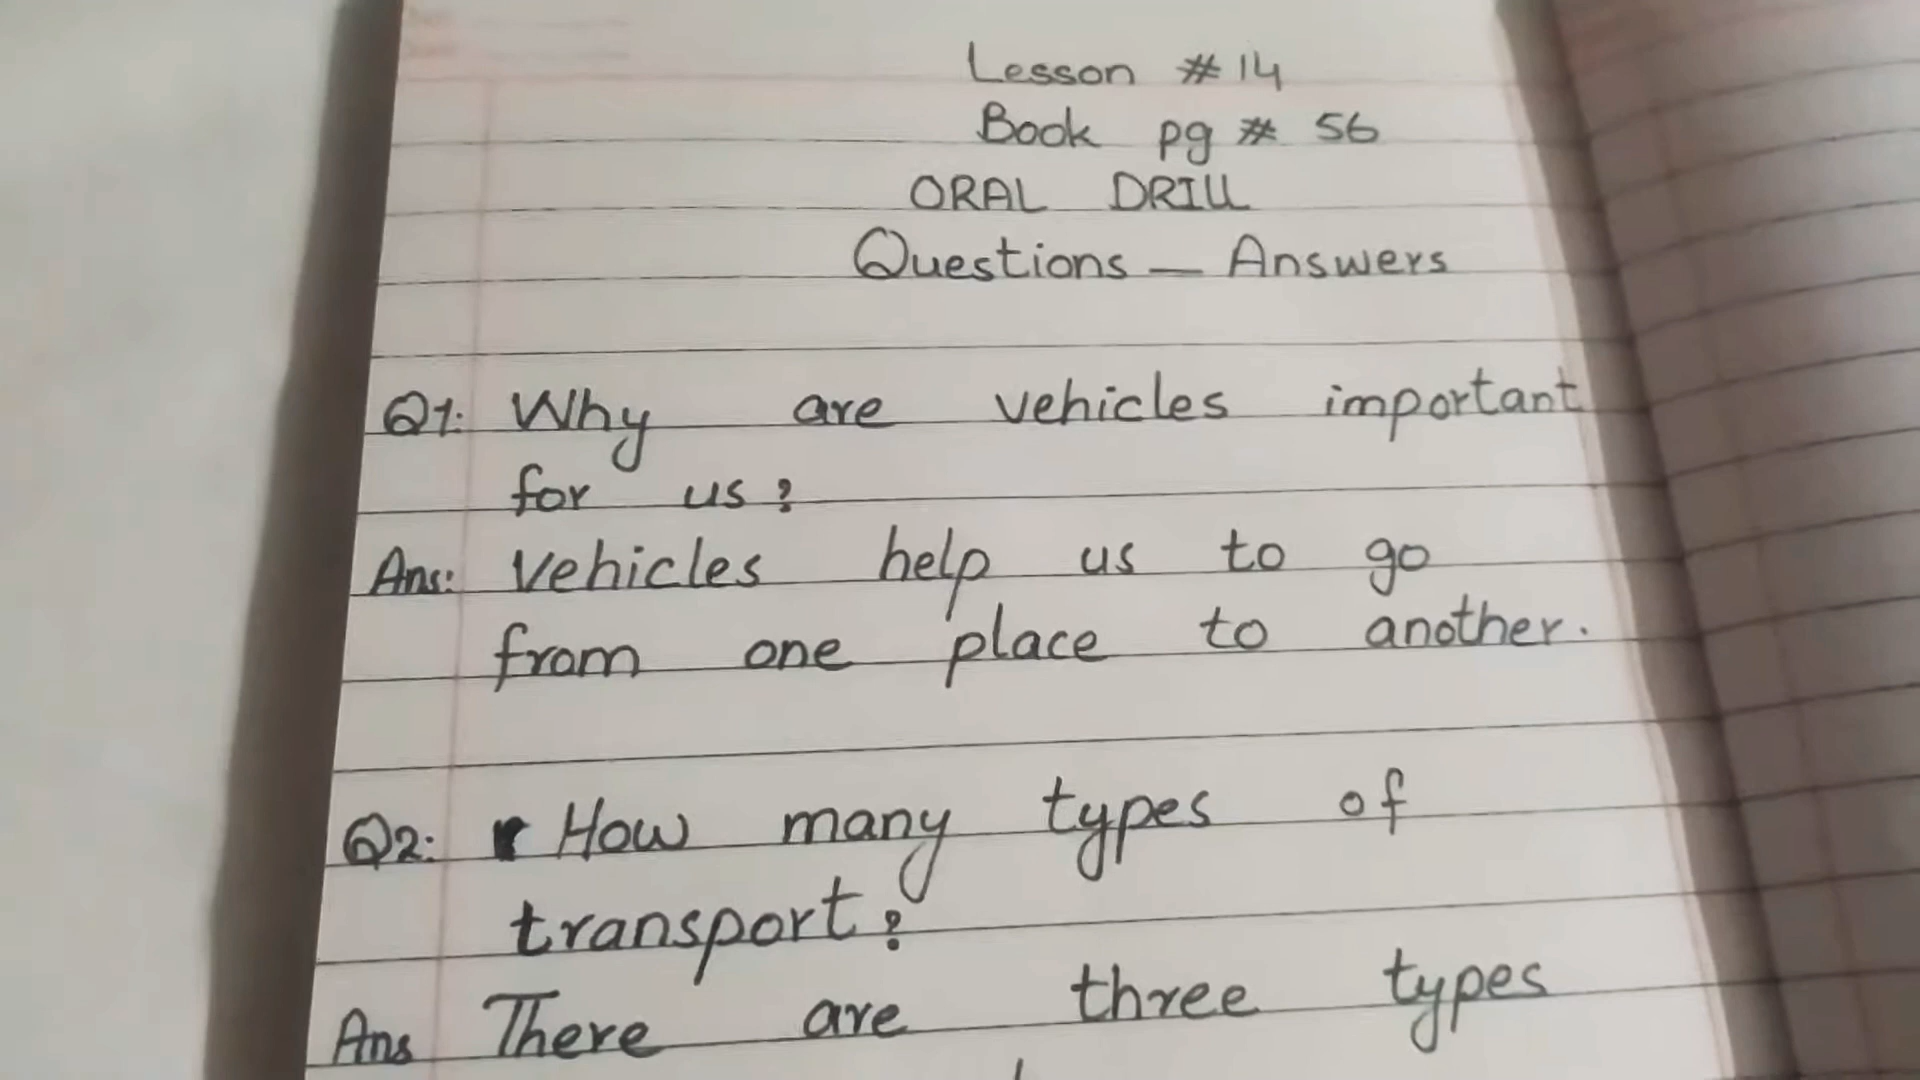 Lesson # 14
Book pg # 56
ORAL DRILL
Questions – Answers
Q1: Why are vehicles important
for us?
Ans: Vehicles help us to go
from one place to another.
Q2: How many types of
transport?
Ans There are three types